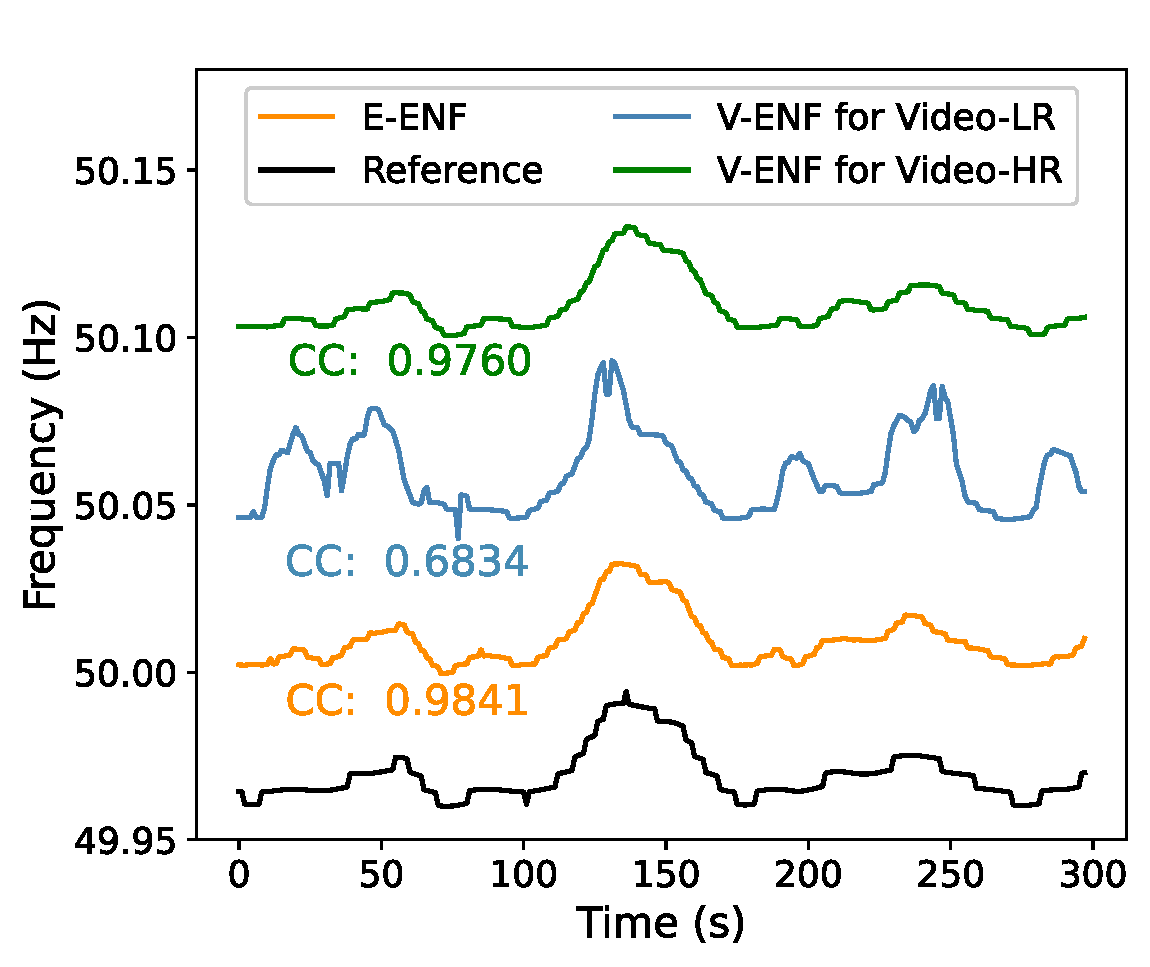 E-ENF
Reference
V-ENF for Video-LR
V-ENF for Video-HR
50.15
50.10
50.05
50.00
49.95
Frequency (Hz)
CC: 0.9760
CC: 0.6834
CC: 0.9841
0 50 100 150 200 250 300
Time (s)